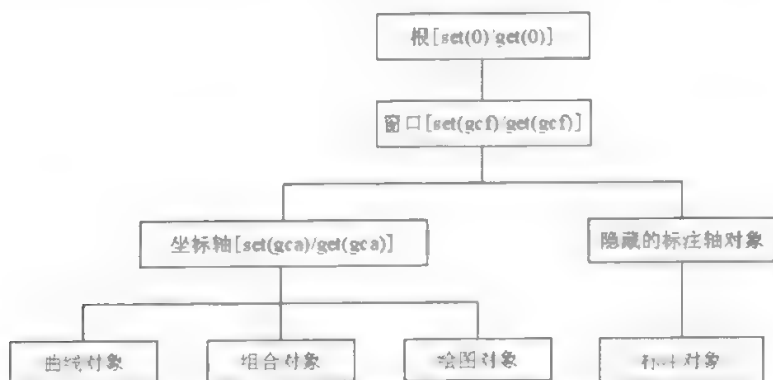 根[set(0)/get(0)]
窗口[set(gcf)/get(gcf)]
坐标轴[set(gca)/get(gca)]
隐藏的标注轴对象
曲线对象
组合对象
绘图对象
标注对象